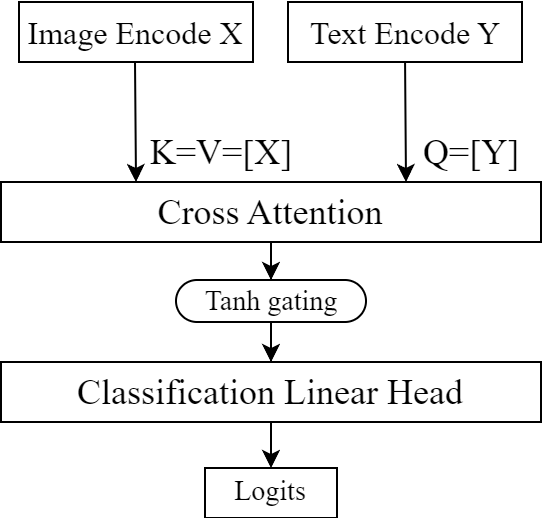 Image Encode X
Text Encode Y
K=V=[X]
Q=[Y]
Cross Attention
Tanh gating
Classification Linear Head
Logits